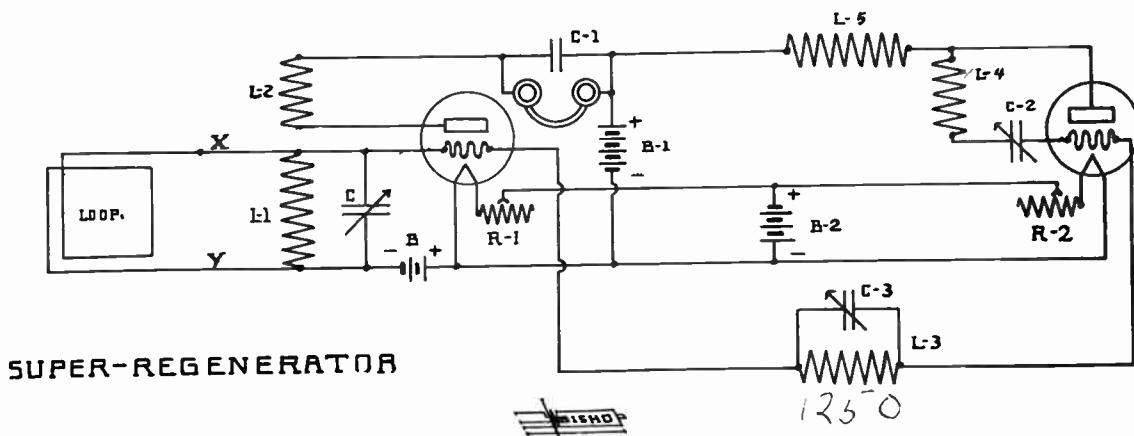 L-5
C-1
L-2
L-4
C-2
+
B-1
X
−
+
LOOP.
L-1
C
R-1
B-2
R-2
Y
− B +
−
C-3
L-3
SUPER-REGENERATOR
1250